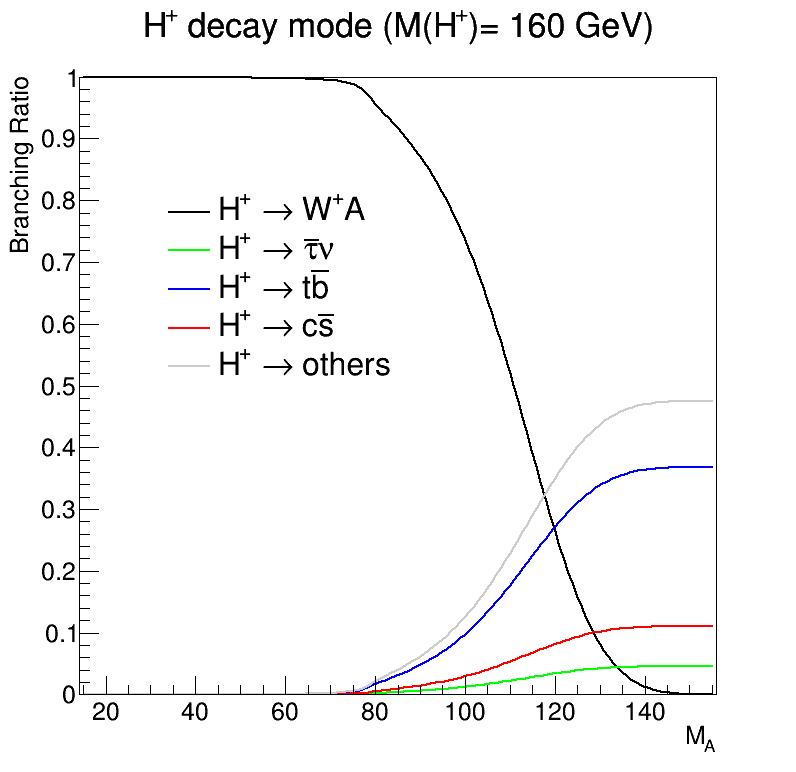 H⁺ decay mode (M(H⁺)= 160 GeV)
Branching Ratio
1
0.9
0.8
0.7
0.6
0.5
0.4
0.3
0.2
0.1
0
H⁺ → W⁺A
H⁺ → τ̅ν
H⁺ → tb̅
H⁺ → cs̅
H⁺ → others
20 40 60 80 100 120 140
M_A